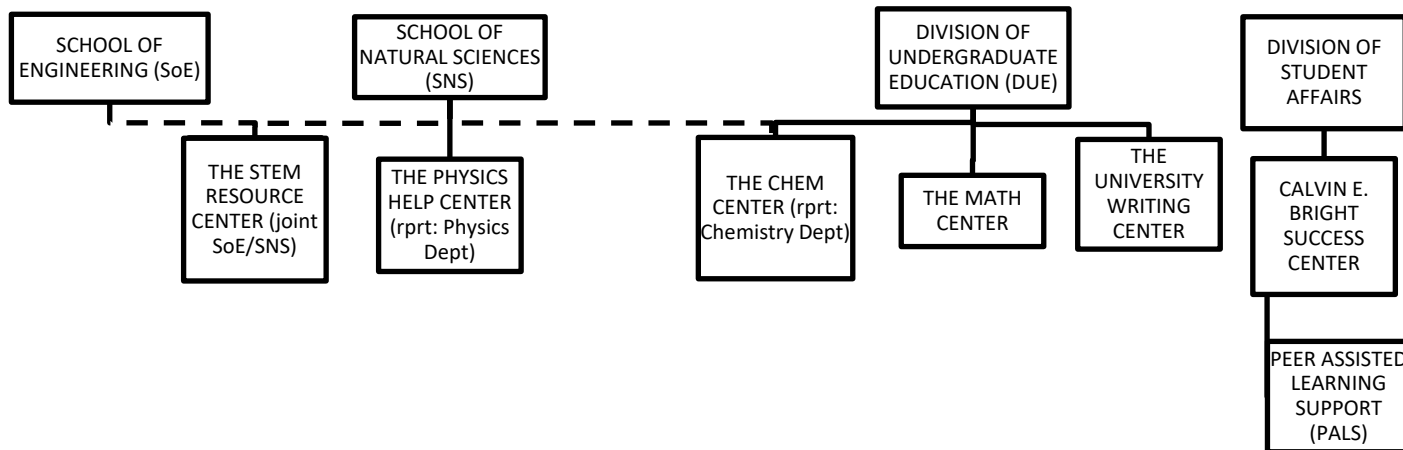 SCHOOL OF
ENGINEERING (SoE)
SCHOOL OF
NATURAL SCIENCES
(SNS)
DIVISION OF
UNDERGRADUATE
EDUCATION (DUE)
DIVISION OF
STUDENT
AFFAIRS
THE STEM
RESOURCE
CENTER (joint
SoE/SNS)
THE PHYSICS
HELP CENTER
(rprt: Physics
Dept)
THE CHEM
CENTER (rprt:
Chemistry Dept)
THE MATH
CENTER
THE
UNIVERSITY
WRITING
CENTER
CALVIN E.
BRIGHT
SUCCESS
CENTER
PEER ASSISTED
LEARNING
SUPPORT
(PALS)